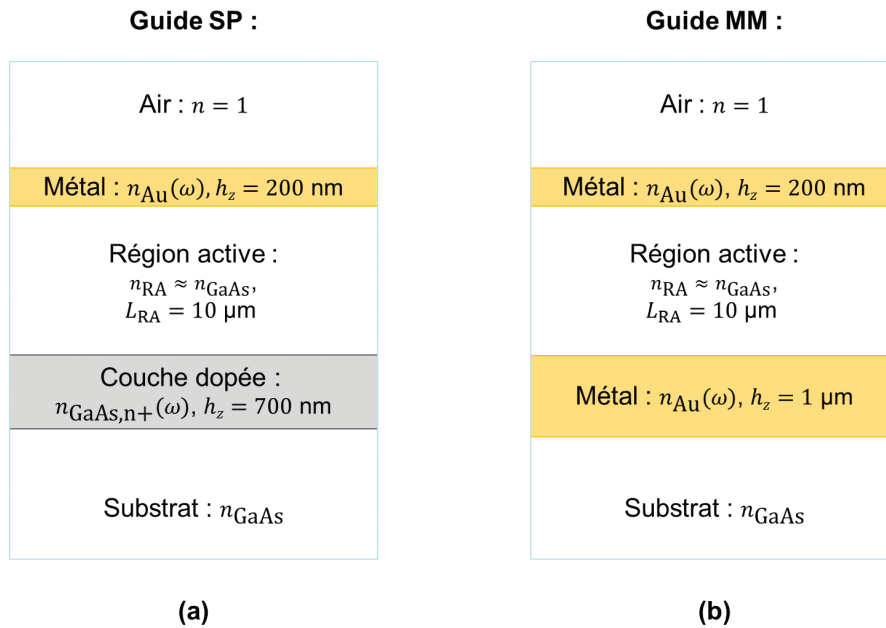 Guide SP :
Air : n = 1
Métal : n_Au(ω), h_z = 200 nm
Région active :
n_RA ≈ n_GaAs,
L_RA = 10 µm
Couche dopée :
n_GaAs,n+(ω), h_z = 700 nm
Substrat : n_GaAs
(a)
Guide MM :
Air : n = 1
Métal : n_Au(ω), h_z = 200 nm
Région active :
n_RA ≈ n_GaAs,
L_RA = 10 µm
Métal : n_Au(ω), h_z = 1 µm
Substrat : n_GaAs
(b)